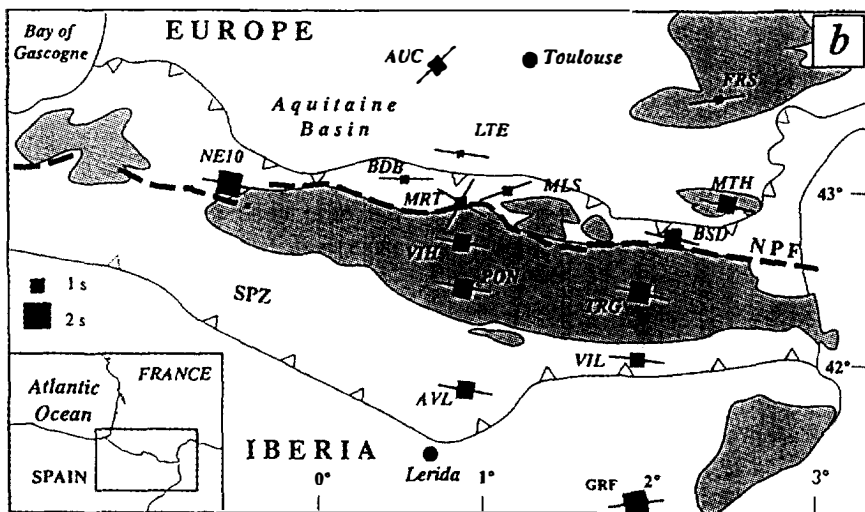 Bay of
Gascogne
EUROPE
b
AUC
Toulouse
FRS
Aquitaine
Basin
LTE
NE10
BDB
MLS
MTH
43°
MRT
BSD
NPF
VIH
PON
TRG
SPZ
1 s
2 s
VIL
42°
AVL
FRANCE
Atlantic
Ocean
SPAIN
IBERIA
Lerida
0°
1°
GRF
2°
3°